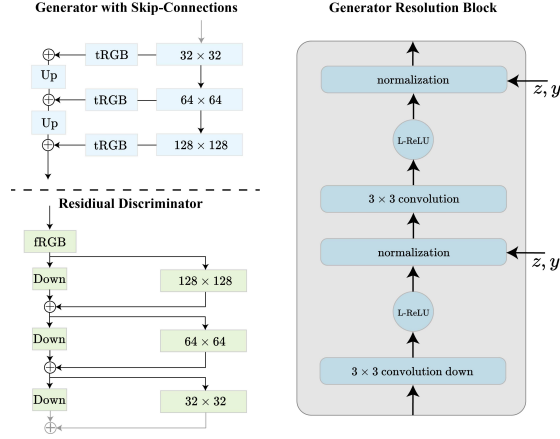 Generator with Skip-Connections
tRGB
32 × 32
Up
tRGB
64 × 64
Up
tRGB
128 × 128
Residiual Discriminator
fRGB
Down
128 × 128
Down
64 × 64
Down
32 × 32
Generator Resolution Block
normalization
z, y
L-ReLU
3 × 3 convolution
normalization
z, y
L-ReLU
3 × 3 convolution down